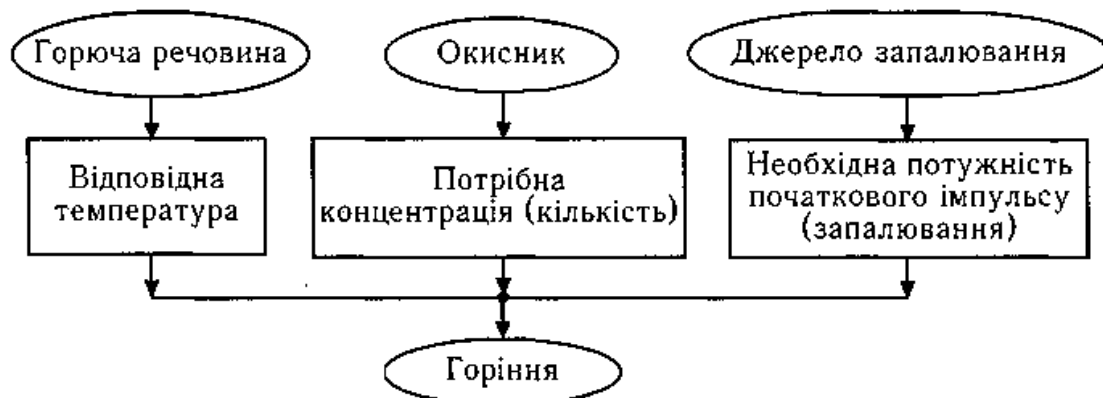 Горюча речовина
Окисник
Джерело запалювання
Відповідна
температура
Потрібна
концентрація (кількість)
Необхідна потужність
початкового імпульсу
(запалювання)
Горіння